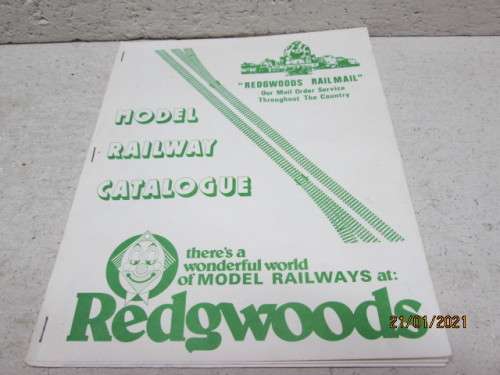 "REDGWOODS RAILMAIL"
Our Mail Order Service
Throughout The Country
MODEL
RAILWAY
CATALOGUE
there's a
wonderful world
of MODEL RAILWAYS at:
Redgwoods
21/01/2021